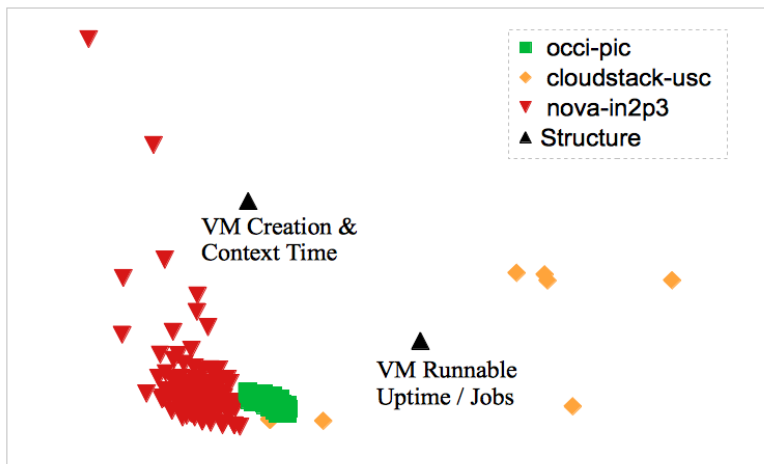 occi-pic
cloudstack-usc
nova-in2p3
Structure
VM Creation &
Context Time
VM Runnable
Uptime / Jobs